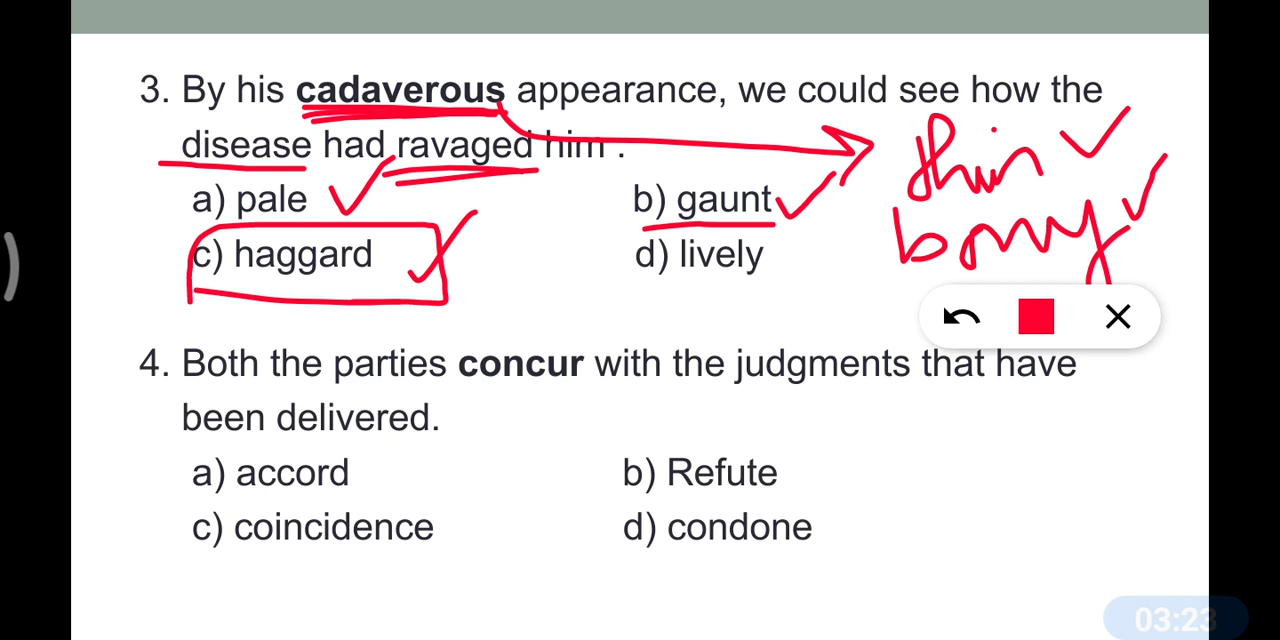 3. By his cadaverous appearance, we could see how the
disease had ravaged him .
a) pale
b) gaunt
c) haggard
d) lively
thin
bony
4. Both the parties concur with the judgments that have
been delivered.
a) accord
b) Refute
c) coincidence
d) condone
03:23